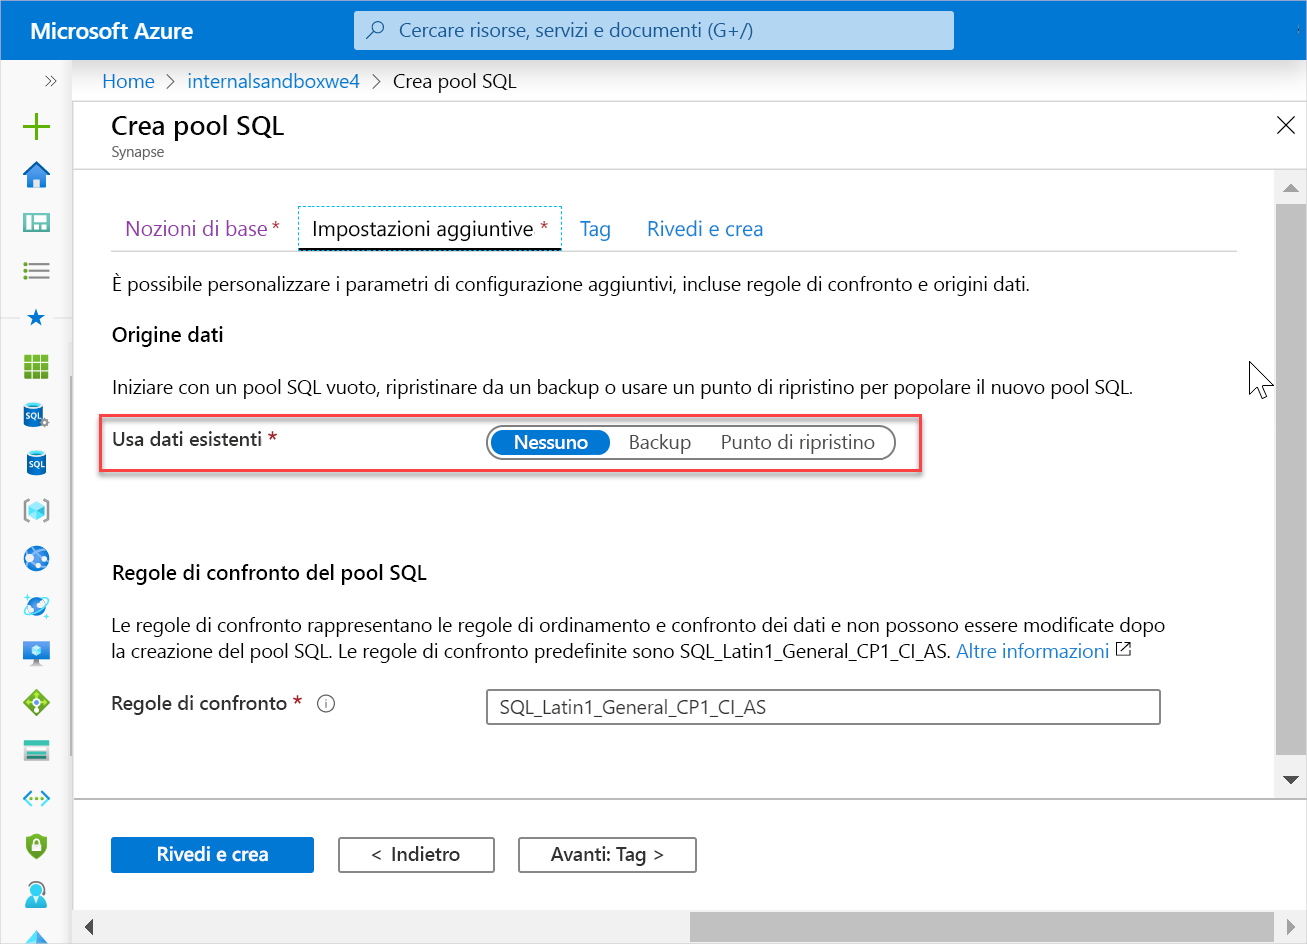 Microsoft Azure
Cercare risorse, servizi e documenti (G+/)
Home > internalsandboxwe4 > Crea pool SQL
Crea pool SQL
Synapse
Nozioni di base * Impostazioni aggiuntive * Tag Rivedi e crea
È possibile personalizzare i parametri di configurazione aggiuntivi, incluse regole di confronto e origini dati.
Origine dati
Iniziare con un pool SQL vuoto, ripristinare da un backup o usare un punto di ripristino per popolare il nuovo pool SQL.
Usa dati esistenti * Nessuno Backup Punto di ripristino
SQL
SQL
Regole di confronto del pool SQL
Le regole di confronto rappresentano le regole di ordinamento e confronto dei dati e non possono essere modificate dopo
la creazione del pool SQL. Le regole di confronto predefinite sono SQL_Latin1_General_CP1_CI_AS. Altre informazioni
Regole di confronto * SQL_Latin1_General_CP1_CI_AS
Rivedi e crea < Indietro Avanti: Tag >